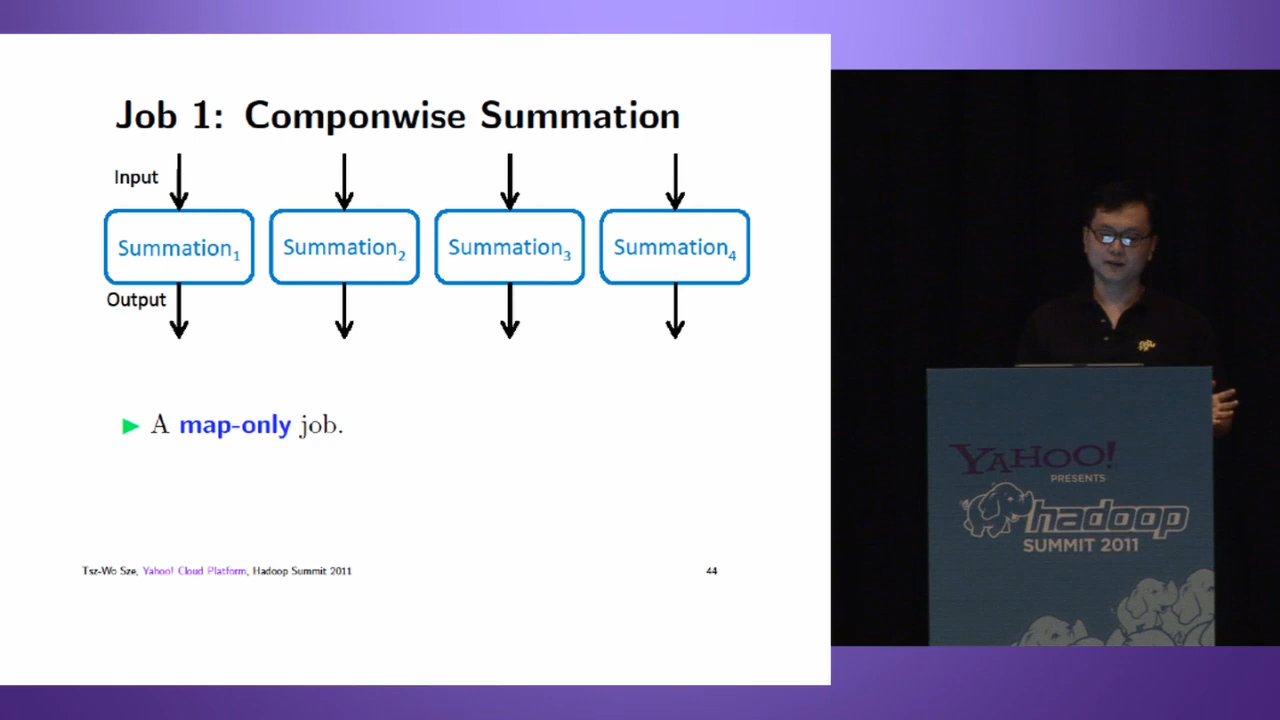 Job 1: Componwise Summation
Input
Summation1 Summation2 Summation3 Summation4
Output
► A map-only job.
Tsz-Wo Sze, Yahoo! Cloud Platform, Hadoop Summit 2011 44
YAHOO!
PRESENTS
hadoop
SUMMIT 2011